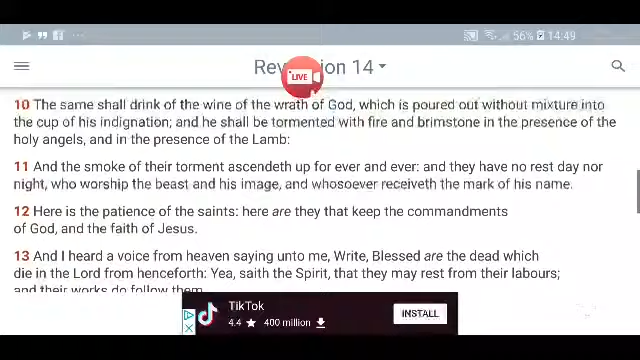 56% 14:49
Revelation 14
LIVE
10 The same shall drink of the wine of the wrath of God, which is poured out without mixture into
the cup of his indignation; and he shall be tormented with fire and brimstone in the presence of the
holy angels, and in the presence of the Lamb:
11 And the smoke of their torment ascendeth up for ever and ever: and they have no rest day nor
night, who worship the beast and his image, and whosoever receiveth the mark of his name.
12 Here is the patience of the saints: here are they that keep the commandments
of God, and the faith of Jesus.
13 And I heard a voice from heaven saying unto me, Write, Blessed are the dead which
die in the Lord from henceforth: Yea, saith the Spirit, that they may rest from their labours;
and their works do follow them
TikTok
4.4 ★ 400 million
INSTALL